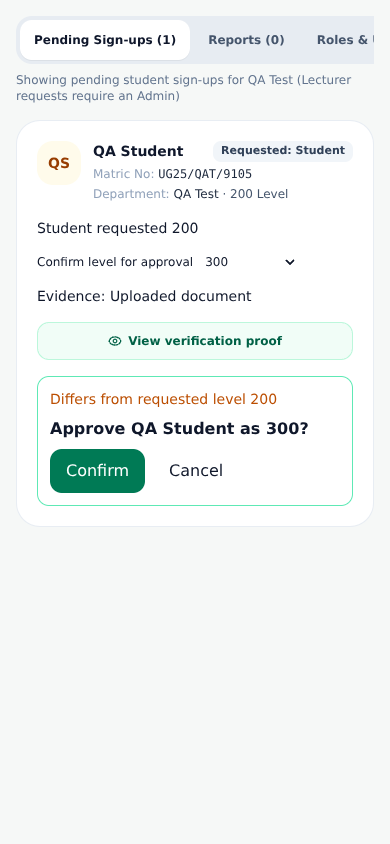 Pending Sign-ups (1) Reports (0) Roles &
Showing pending student sign-ups for QA Test (Lecturer
requests require an Admin)
QS
QA Student
Requested: Student
Matric No: UG25/QAT/9105
Department: QA Test · 200 Level
Student requested 200
Confirm level for approval 300
Evidence: Uploaded document
View verification proof
Differs from requested level 200
Approve QA Student as 300?
Confirm Cancel